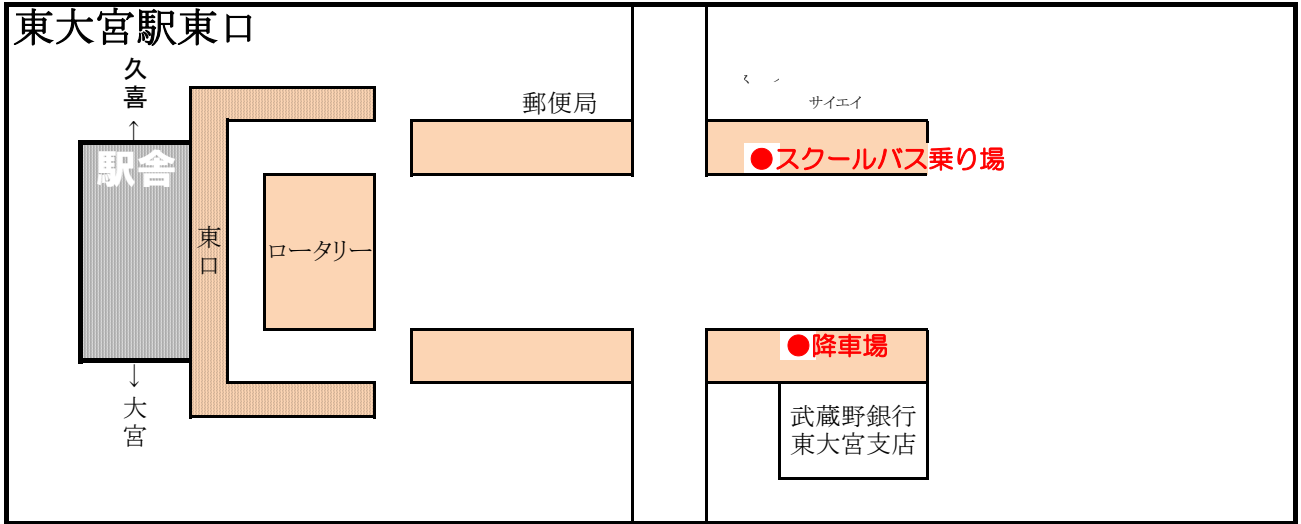 東大宮駅東口
久喜
↑
駅舎
東口
ロータリー
↓
大宮
郵便局
サイエイ
●スクールバス乗り場
●降車場
武蔵野銀行
東大宮支店